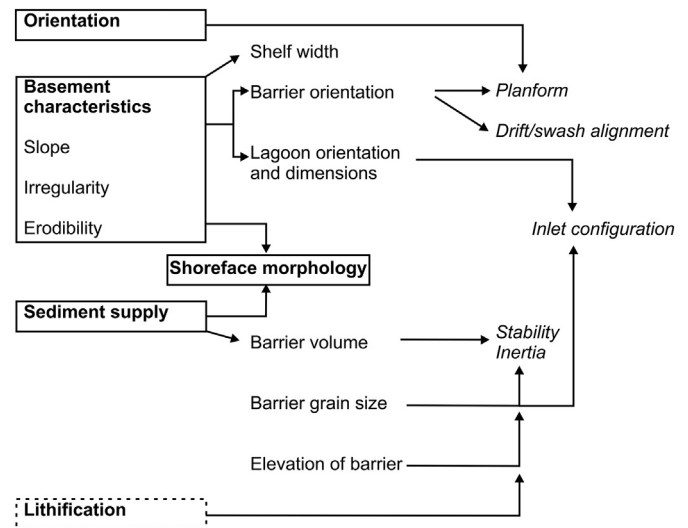 Orientation
Shelf width
Basement
characteristics
Barrier orientation
Planform
Drift/swash alignment
Slope
Lagoon orientation
and dimensions
Irregularity
Erodibility
Inlet configuration
Shoreface morphology
Sediment supply
Barrier volume
Stability
Inertia
Barrier grain size
Elevation of barrier
Lithification